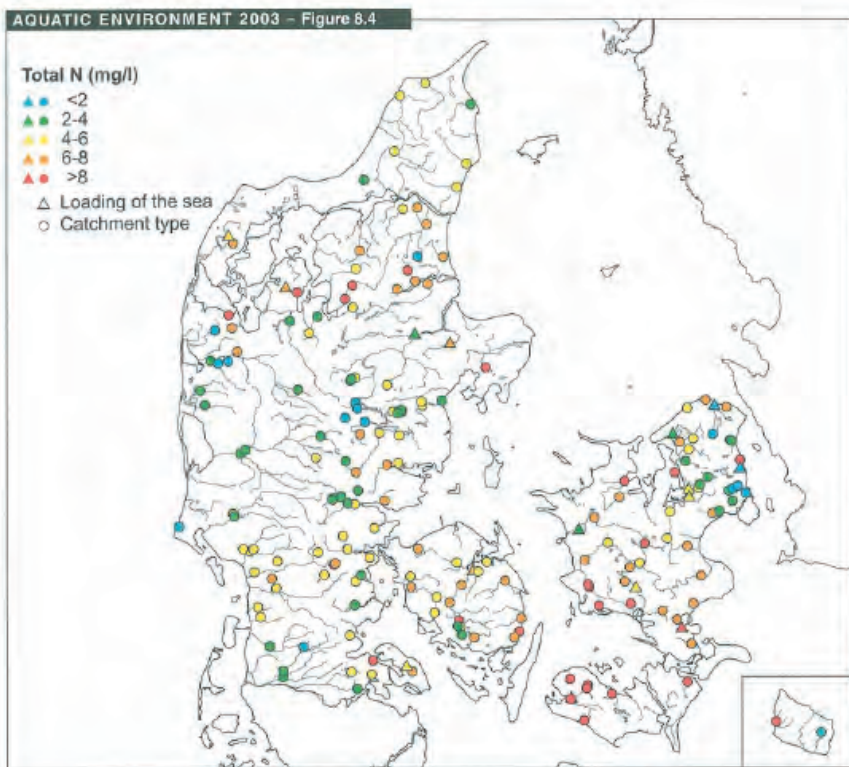 AQUATIC ENVIRONMENT 2003 – Figure 8.4
Total N (mg/l)
<2
2-4
4-6
6-8
>8
Loading of the sea
Catchment type